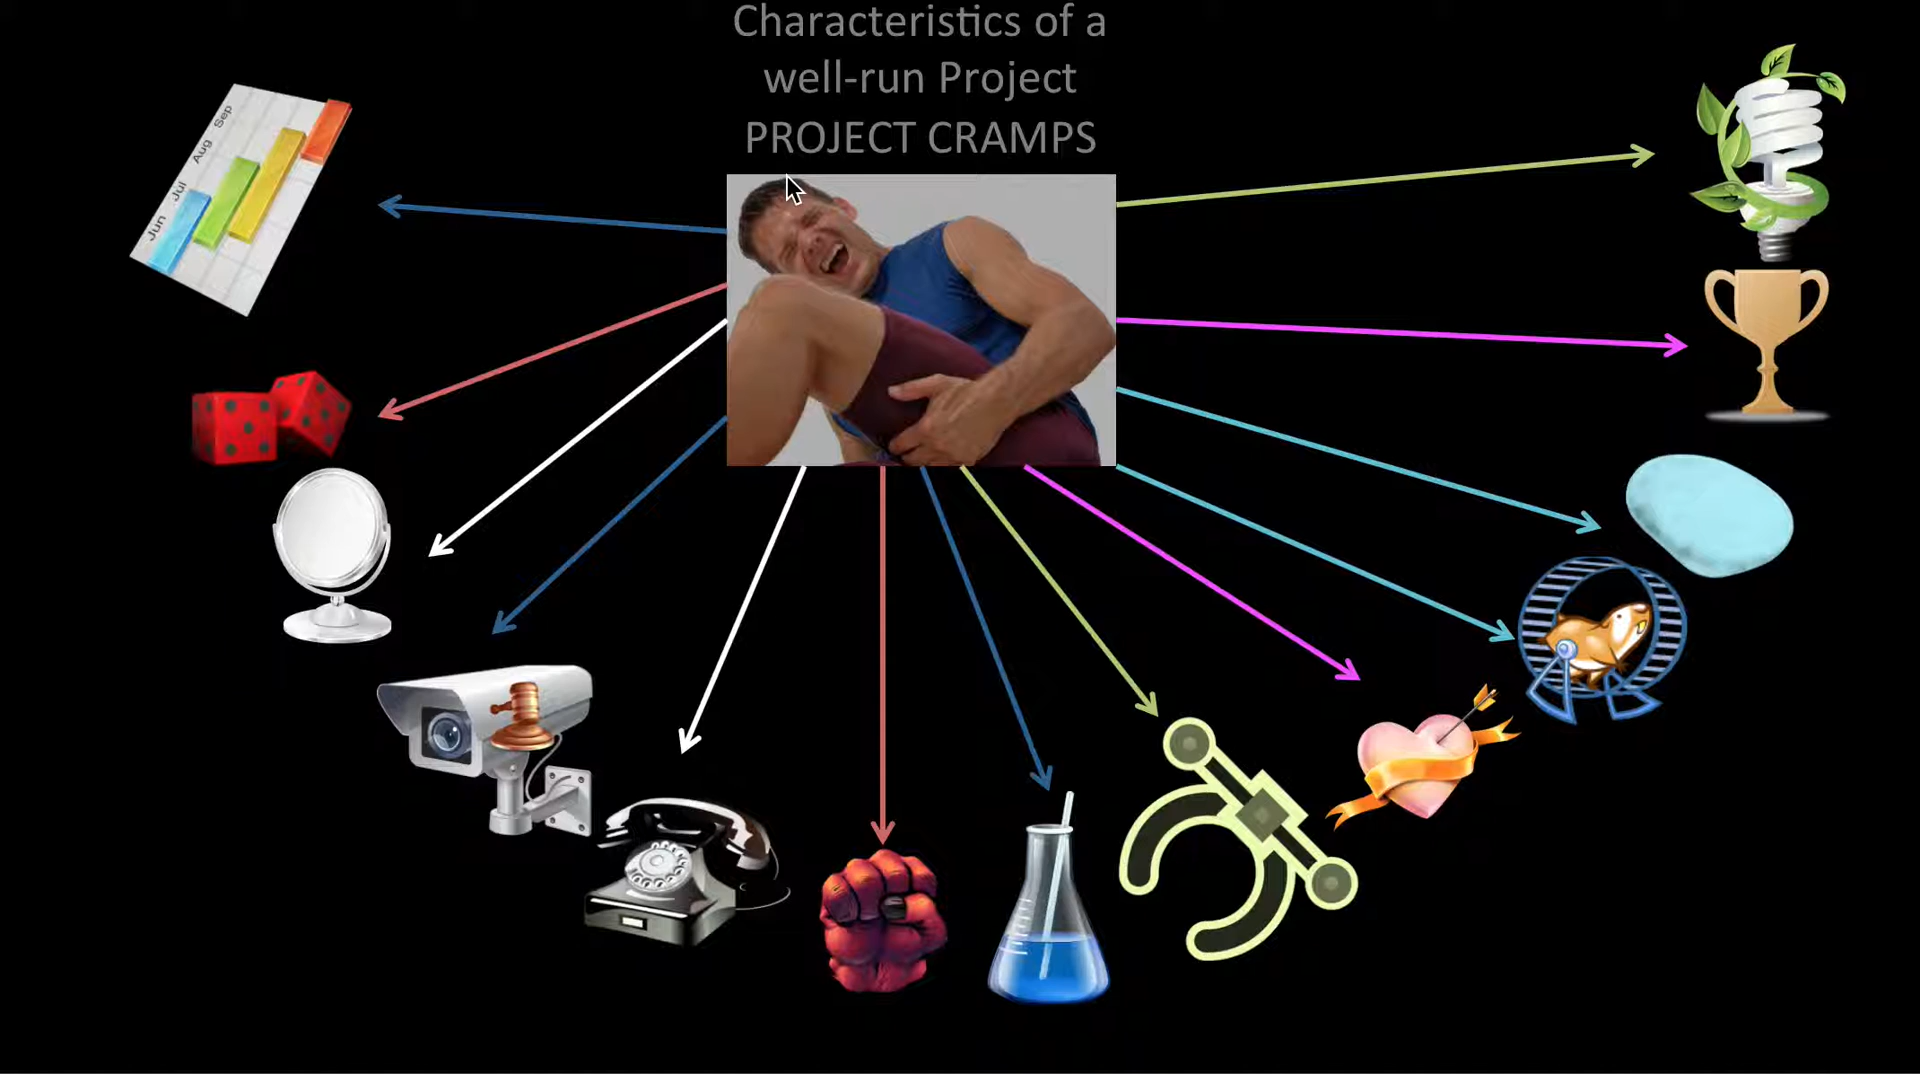 Characteristics of a
well-run Project
PROJECT CRAMPS
Jun Jul Aug Sep